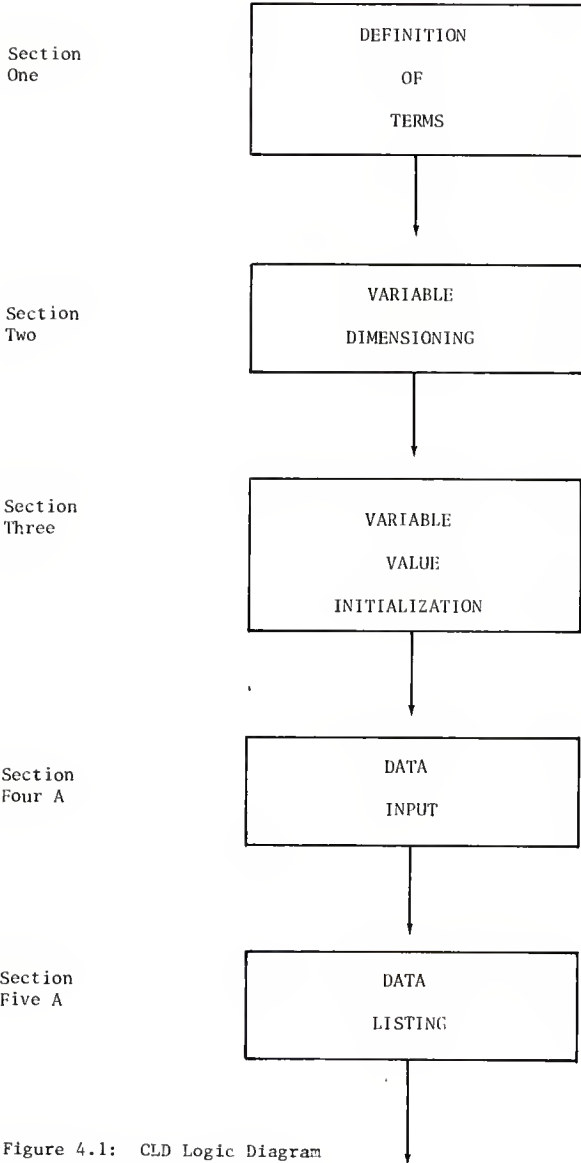 Section
One
DEFINITION
OF
TERMS
Section
Two
VARIABLE
DIMENSIONING
Section
Three
VARIABLE
VALUE
INITIALIZATION
Section
Four A
DATA
INPUT
Section
Five A
DATA
LISTING
Figure 4.1: CLD Logic Diagram